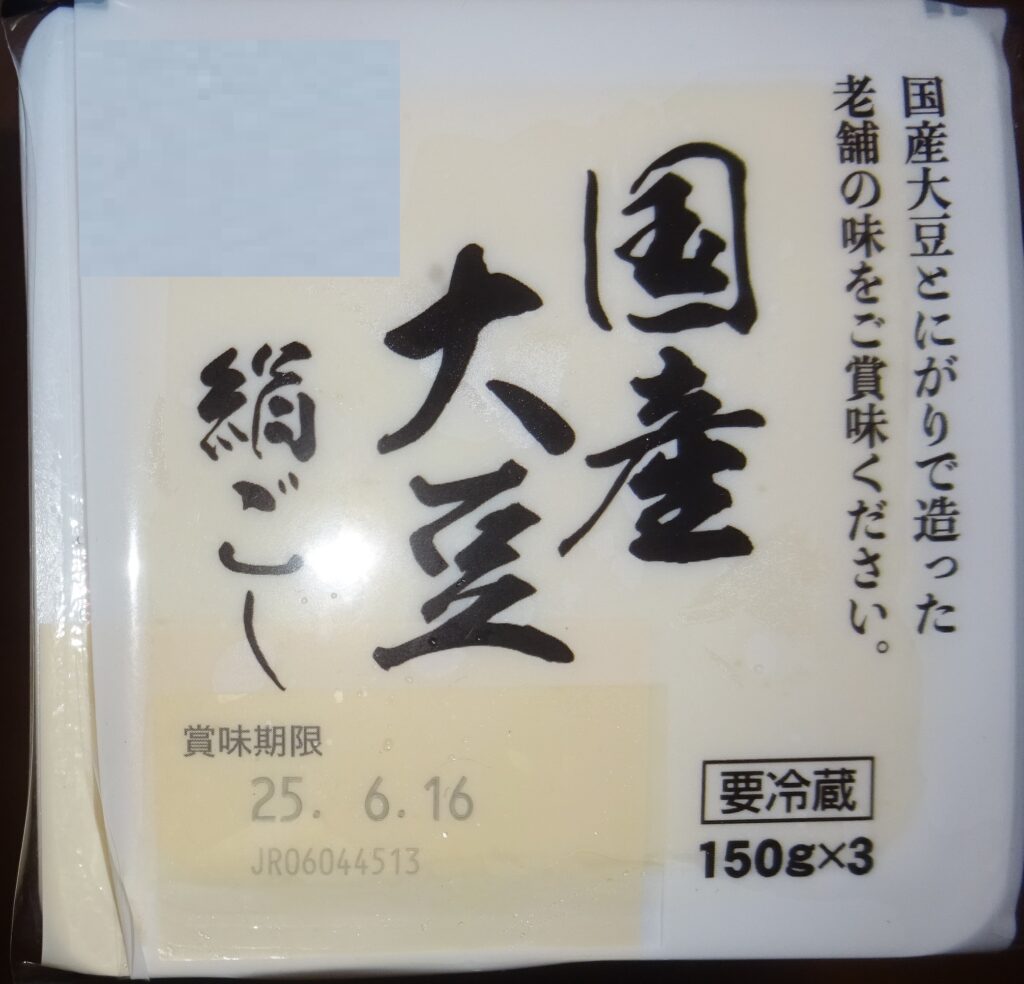 国産大豆とにがりで造った
老舗の味をご賞味ください。
国産
大豆
絹ごし
賞味期限
25. 6.16
JR06044513
要冷蔵
150g×3